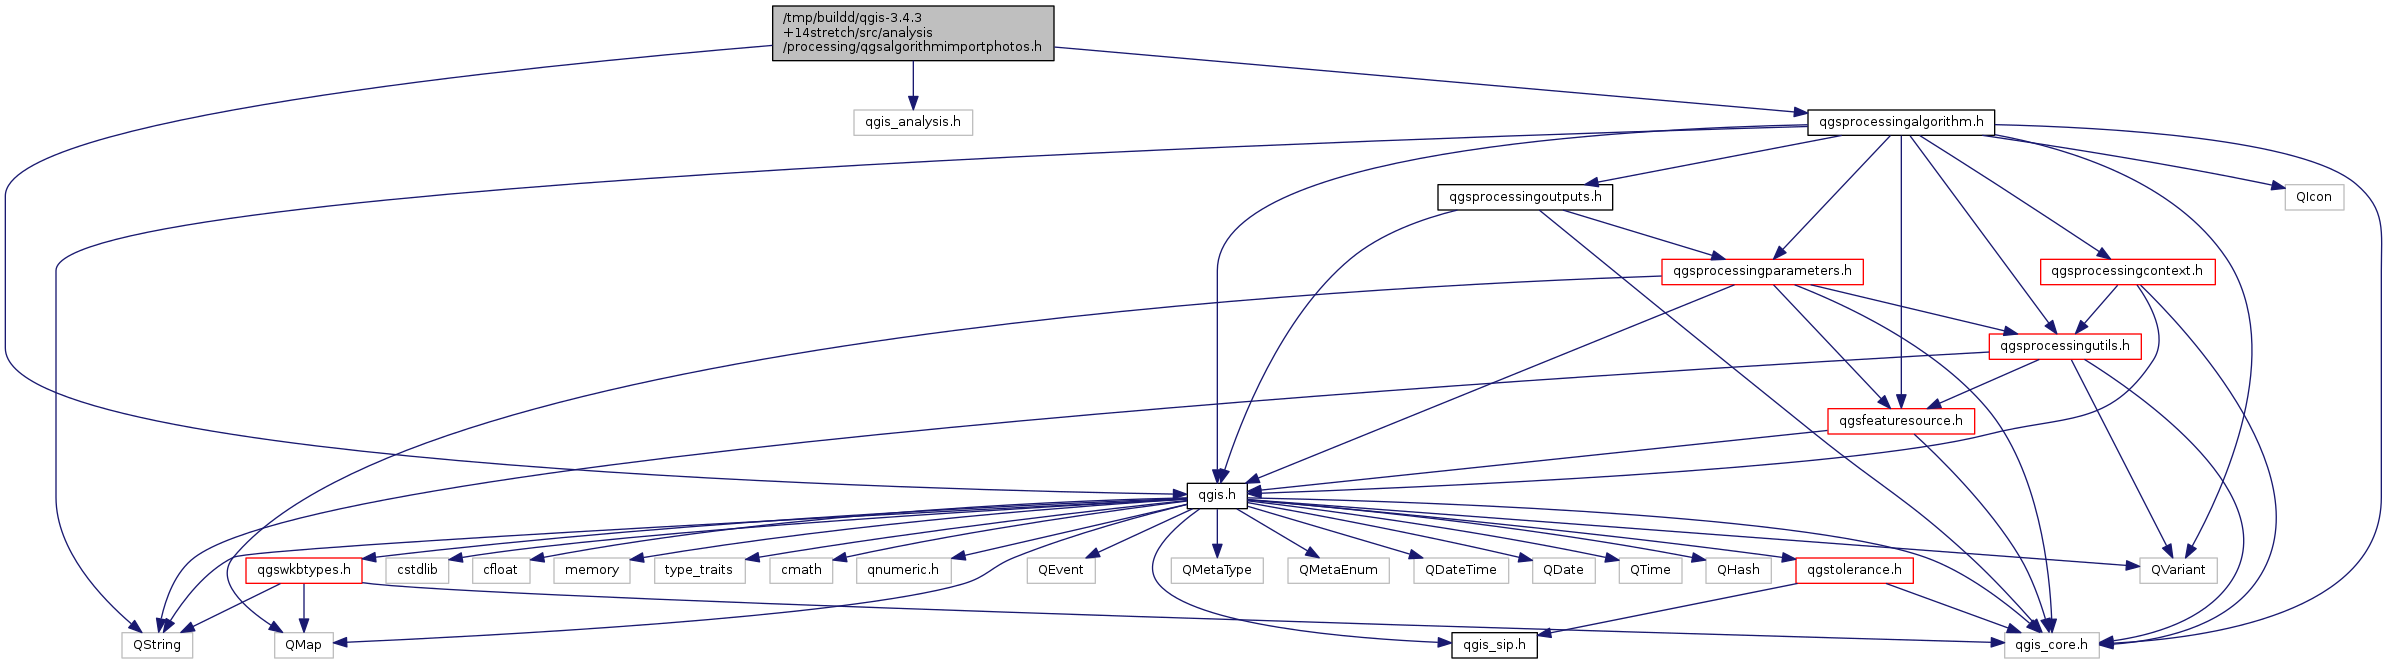 /tmp/buildd/qgis-3.4.3
+14stretch/src/analysis
/processing/qgsalgorithmimportphotos.h
qgis_analysis.h
qgsprocessingalgorithm.h
qgsprocessingoutputs.h
QIcon
qgsprocessingparameters.h
qgsprocessingcontext.h
qgsprocessingutils.h
qgsfeaturesource.h
qgis.h
qgswkbtypes.h
cstdlib
cfloat
memory
type_traits
cmath
qnumeric.h
QEvent
QMetaType
QMetaEnum
QDateTime
QDate
QTime
QHash
qgstolerance.h
QVariant
QString
QMap
qgis_sip.h
qgis_core.h